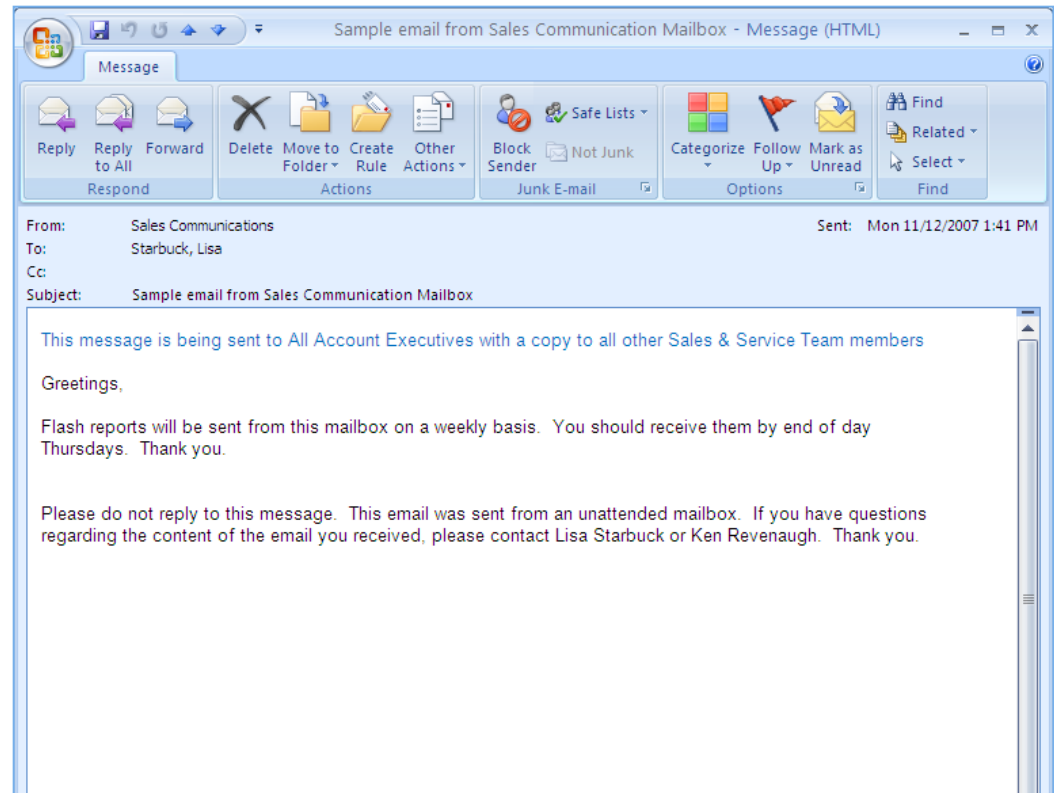 Sample email from Sales Communication Mailbox - Message (HTML)
Message
Reply
Reply to All
Forward
Respond
Delete
Move to Folder
Create Rule
Other Actions
Actions
Block Sender
Safe Lists
Not Junk
Junk E-mail
Categorize
Follow Up
Mark as Unread
Options
Find
Related
Select
Find
From: Sales Communications Sent: Mon 11/12/2007 1:41 PM
To: Starbuck, Lisa
Cc:
Subject: Sample email from Sales Communication Mailbox
This message is being sent to All Account Executives with a copy to all other Sales & Service Team members
Greetings,
Flash reports will be sent from this mailbox on a weekly basis. You should receive them by end of day
Thursdays. Thank you.
Please do not reply to this message. This email was sent from an unattended mailbox. If you have questions
regarding the content of the email you received, please contact Lisa Starbuck or Ken Revenaugh. Thank you.